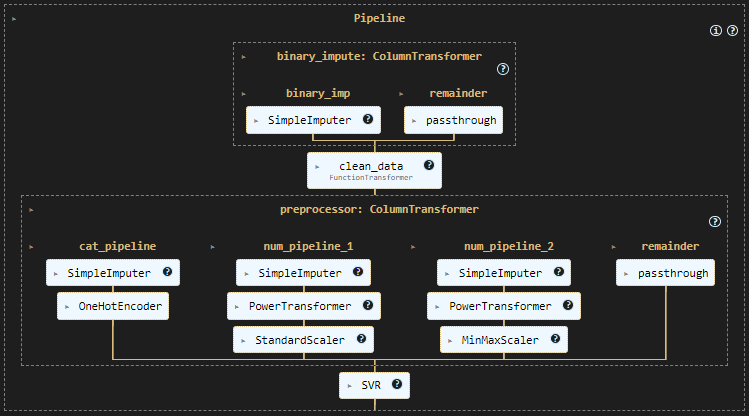 Pipeline
binary_impute: ColumnTransformer
binary_imp remainder
SimpleImputer passthrough
clean_data
FunctionTransformer
preprocessor: ColumnTransformer
cat_pipeline num_pipeline_1 num_pipeline_2 remainder
SimpleImputer SimpleImputer SimpleImputer passthrough
OneHotEncoder PowerTransformer PowerTransformer
StandardScaler MinMaxScaler
SVR